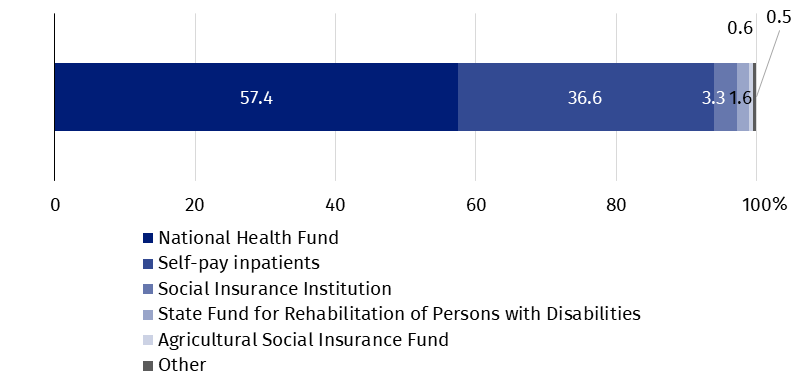 0.5
0.6
57.4 36.6 3.3 1.6
0 20 40 60 80 100%
National Health Fund
Self-pay inpatients
Social Insurance Institution
State Fund for Rehabilitation of Persons with Disabilities
Agricultural Social Insurance Fund
Other